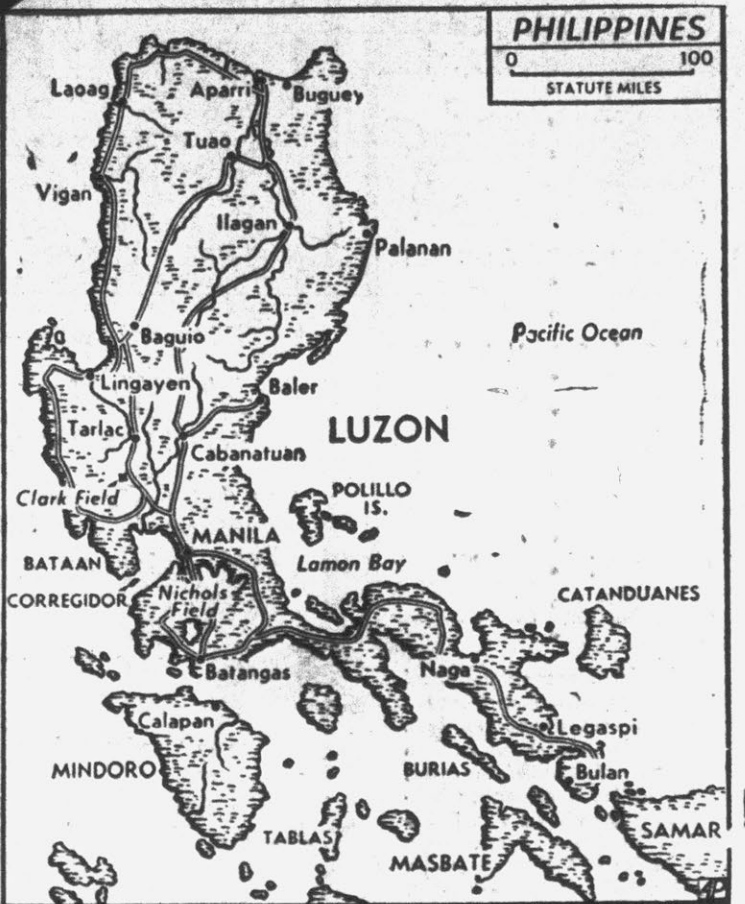 PHILIPPINES
0 100
STATUTE MILES
Laoag
Aparri
Buguey
Tuao
Vigan
Ilagan
Palanan
Baguio
Pacific Ocean
Lingayen
Baler
Tarlac
LUZON
Cabanatuan
Clark Field
POLILLO
IS.
MANILA
BATAAN
Lamon Bay
CORREGIDOR
Nichols
Field
CATANDUANES
Batangas
Naga
Calapan
Legaspi
MINDORO
BURIAS
Bulan
TABLAS
SAMAR
MASBATE
AP